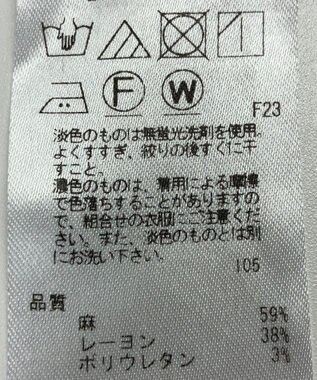 F W
F23
淡色のものは無蛍光洗剤を使用。
よくすすぎ、絞りの後すぐに干
すこと。
濃色のものは、着用による摩擦
で色落ちすることがありますの
で、組合せの衣服にご注意くだ
さい。また、淡色のものとは別
にお洗い下さい。
105
品質
麻 59%
レーヨン 38%
ポリウレタン 3%